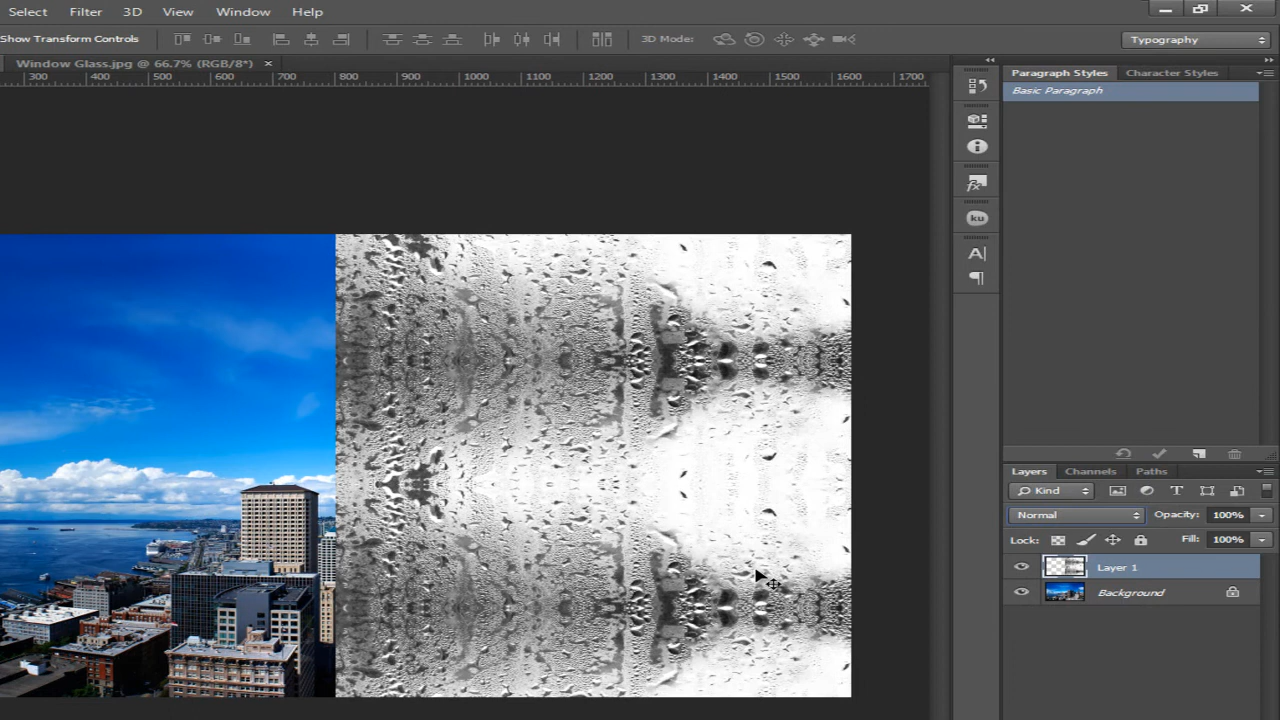 Select Filter 3D View Window Help
Show Transform Controls 3D Mode: Typography
Window Glass.jpg @ 66.7% (RGB/8*) ×
300 400 500 600 700 800 900 1000 1100 1200 1300 1400 1500 1600 1700
Paragraph Styles Character Styles
Basic Paragraph
fx
ku
A|
Layers Channels Paths
Kind
Normal Opacity: 100%
Lock: Fill: 100%
Layer 1
Background